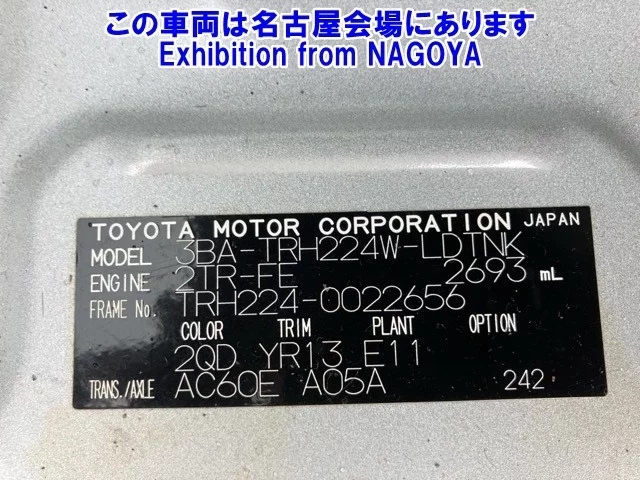 この車両は名古屋会場にあります
Exhibition from NAGOYA
TOYOTA MOTOR CORPORATION JAPAN
MODEL 3BA-TRH224W-LDTNK
ENGINE 2TR-FE 2693 mL
FRAME No. TRH224-0022656
COLOR TRIM PLANT OPTION
2QD YR13 E11
TRANS./AXLE AC60E A05A 242